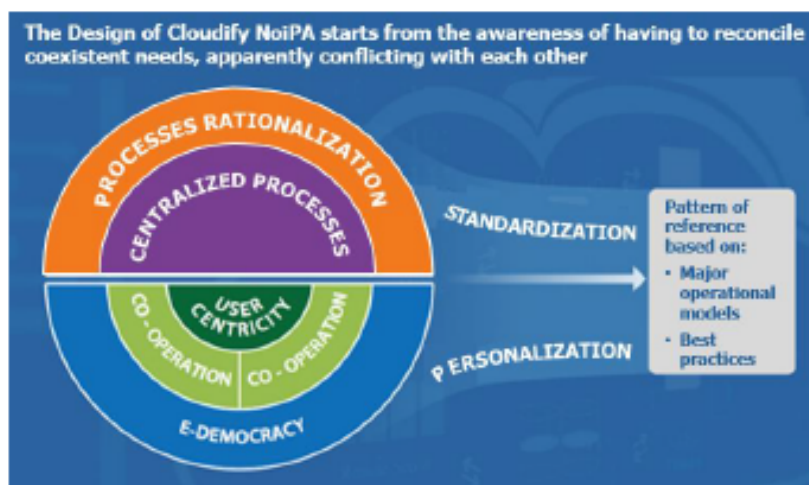 The Design of Cloudify NoiPA starts from the awareness of having to reconcile
coexistent needs, apparently conflicting with each other
PROCESSES RATIONALIZATION
CENTRALIZED PROCESSES
USER
CENTRICITY
CO - OPERATION
CO - OPERATION
E-DEMOCRACY
STANDARDIZATION
PERSONALIZATION
Pattern of
reference
based on:
• Major
operational
models
• Best
practices